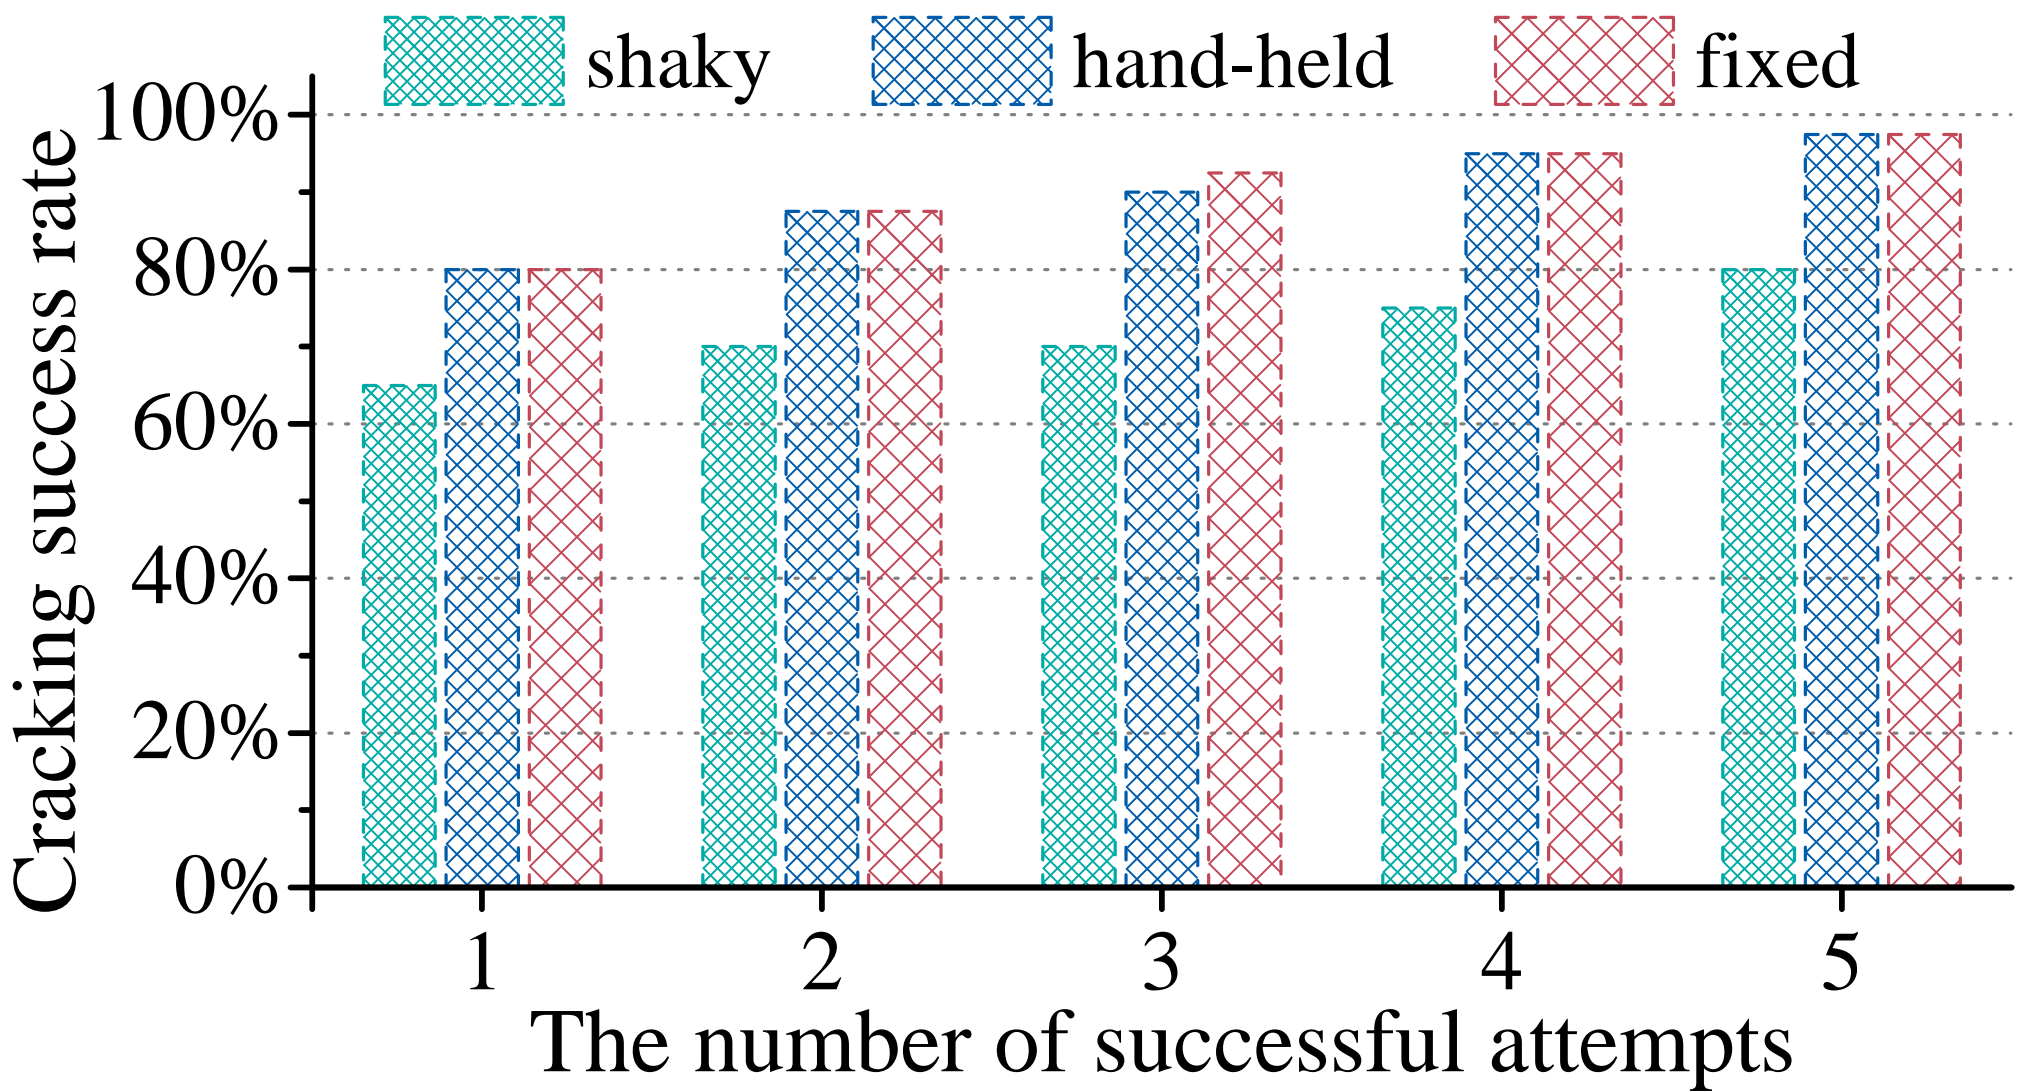 shaky hand-held fixed
Cracking success rate
100%
80%
60%
40%
20%
0%
1 2 3 4 5
The number of successful attempts